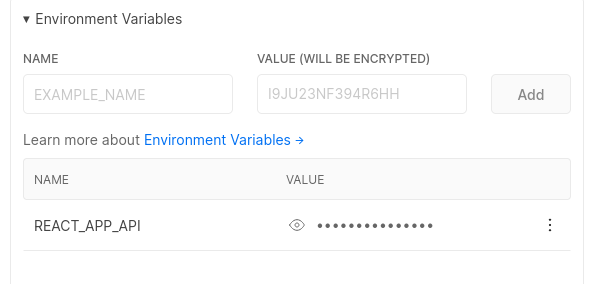 ▾ Environment Variables
NAME VALUE (WILL BE ENCRYPTED)
EXAMPLE_NAME I9JU23NF394R6HH Add
Learn more about Environment Variables →
NAME VALUE
REACT_APP_API •••••••••••••••